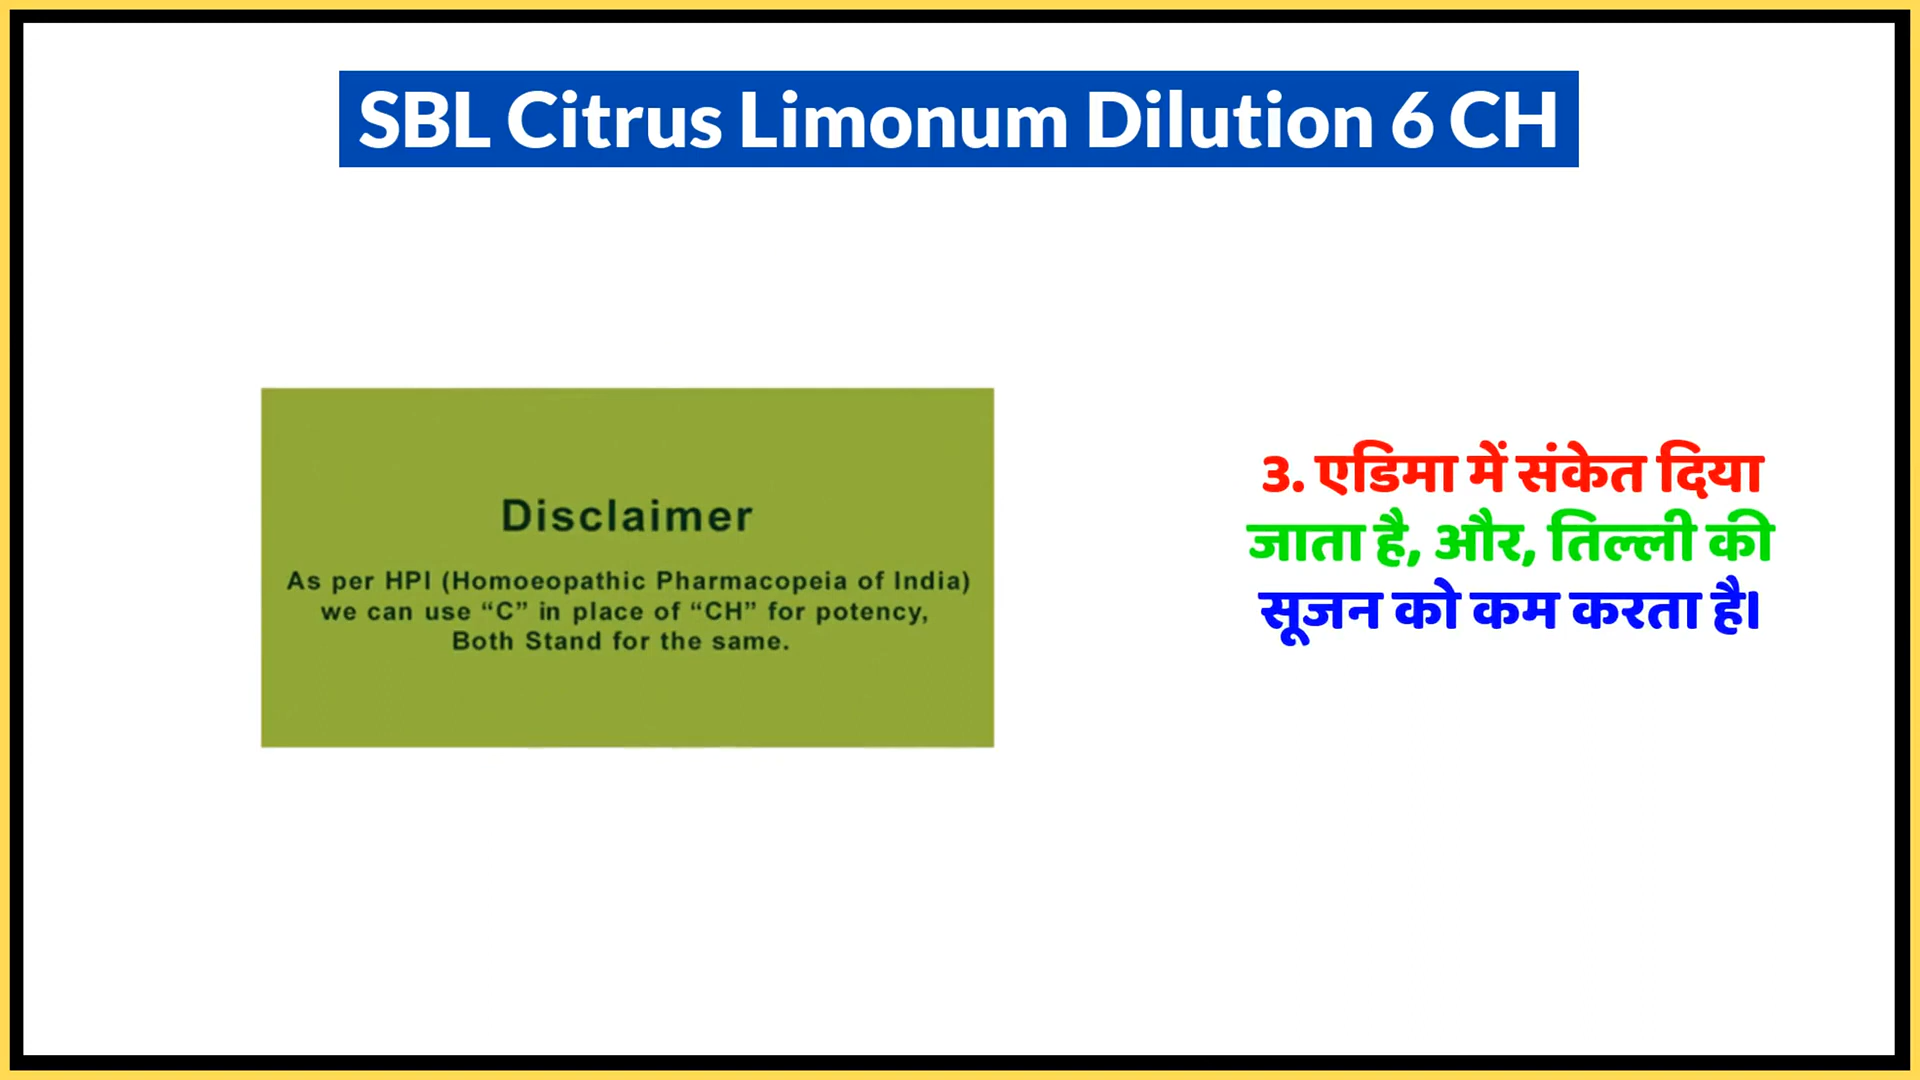 SBL Citrus Limonum Dilution 6 CH
Disclaimer
As per HPI (Homoeopathic Pharmacopeia of India)
we can use “C” in place of “CH” for potency,
Both Stand for the same.
3. एडिमा में संकेत दिया
जाता है, और, तिल्ली की
सूजन को कम करता है।